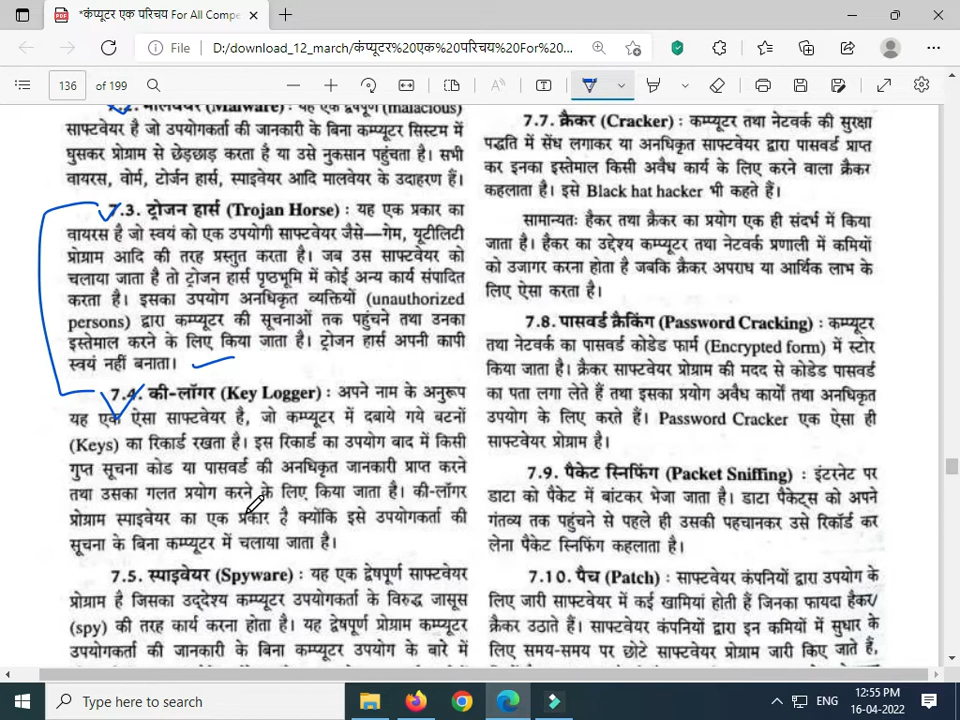 *कंप्यूटर एक परिचय For All Compe
File
D:/download_12_march/कंप्यूटर%20एक%20परिचय%20For%20...
136
of 199
7.2. मालवेयर (Malware) : यह एक द्वेषपूर्ण (malacious)
साफ्टवेयर है जो उपयोगकर्ता की जानकारी के बिना कम्प्यूटर सिस्टम में
घुसकर प्रोग्राम से छेड़छाड़ करता है या उसे नुकसान पहुंचता है। सभी
वायरस, वोर्म, टोर्जन हार्स, स्पाइवेयर आदि मालवेयर के उदाहरण हैं।
7.3. ट्रोजन हार्स (Trojan Horse) : यह एक प्रकार का
वायरस है जो स्वयं को एक उपयोगी साफ्टवेयर जैसे—गेम, यूटीलिटी
प्रोग्राम आदि की तरह प्रस्तुत करता है। जब उस साफ्टवेयर को
चलाया जाता है तो ट्रोजन हार्स पृष्ठभूमि में कोई अन्य कार्य संपादित
करता है। इसका उपयोग अनधिकृत व्यक्तियों (unauthorized
persons) द्वारा कम्प्यूटर की सूचनाओं तक पहुंचने तथा उनका
इस्तेमाल करने के लिए किया जाता है। ट्रोजन हार्स अपनी कापी
स्वयं नहीं बनाता।
7.4. की-लॉगर (Key Logger) : अपने नाम के अनुरूप
यह एक ऐसा साफ्टवेयर है, जो कम्प्यूटर में दबाये गये बटनों
(Keys) का रिकार्ड रखता है। इस रिकार्ड का उपयोग बाद में किसी
गुप्त सूचना कोड या पासवर्ड की अनधिकृत जानकारी प्राप्त करने
तथा उसका गलत प्रयोग करने के लिए किया जाता है। की-लॉगर
प्रोग्राम स्पाइवेयर का एक प्रकार है क्योंकि इसे उपयोगकर्ता की
सूचना के बिना कम्प्यूटर में चलाया जाता है।
7.5. स्पाइवेयर (Spyware) : यह एक द्वेषपूर्ण साफ्टवेयर
प्रोग्राम है जिसका उद्देश्य कम्प्यूटर उपयोगकर्ता के विरुद्ध जासूस
(spy) की तरह कार्य करना होता है। यह द्वेषपूर्ण प्रोग्राम कम्प्यूटर
उपयोगकर्ता की जानकारी के बिना कम्प्यूटर उपयोग के बारे में
7.7. क्रैकर (Cracker) : कम्प्यूटर तथा नेटवर्क की सुरक्षा
पद्धति में सेंध लगाकर या अनधिकृत साफ्टवेयर द्वारा पासवर्ड प्राप्त
कर इनका इस्तेमाल किसी अवैध कार्य के लिए करने वाला क्रैकर
कहलाता है। इसे Black hat hacker भी कहते हैं।
सामान्यतः हैकर तथा क्रैकर का प्रयोग एक ही संदर्भ में किया
जाता है। हैकर का उद्देश्य कम्प्यूटर तथा नेटवर्क प्रणाली में कमियों
को उजागर करना होता है जबकि क्रैकर अपराध या आर्थिक लाभ के
लिए ऐसा करता है।
7.8. पासवर्ड क्रैकिंग (Password Cracking) : कम्प्यूटर
तथा नेटवर्क का पासवर्ड कोडेड फार्म (Encrypted form) में स्टोर
किया जाता है। क्रैकर साफ्टवेयर प्रोग्राम की मदद से कोडेड पासवर्ड
का पता लगा लेते हैं तथा इसका प्रयोग अवैध कार्यों तथा अनधिकृत
उपयोग के लिए करते हैं। Password Cracker एक ऐसा ही
साफ्टवेयर प्रोग्राम है।
7.9. पैकेट स्निफिंग (Packet Sniffing) : इंटरनेट पर
डाटा को पैकेट में बांटकर भेजा जाता है। डाटा पैकेट्स को अपने
गंतव्य तक पहुंचने से पहले ही उसकी पहचानकर उसे रिकॉर्ड कर
लेना पैकेट स्निफिंग कहलाता है।
7.10. पैच (Patch) : साफ्टवेयर कंपनियों द्वारा उपयोग के
लिए जारी साफ्टवेयर में कई खामियां होती हैं जिनका फायदा हैकर/
क्रैकर उठाते हैं। साफ्टवेयर कंपनियों द्वारा इन कमियों में सुधार के
लिए समय-समय पर छोटे साफ्टवेयर प्रोग्राम जारी किए जाते हैं,
Type here to search
ENG
12:55 PM
16-04-2022